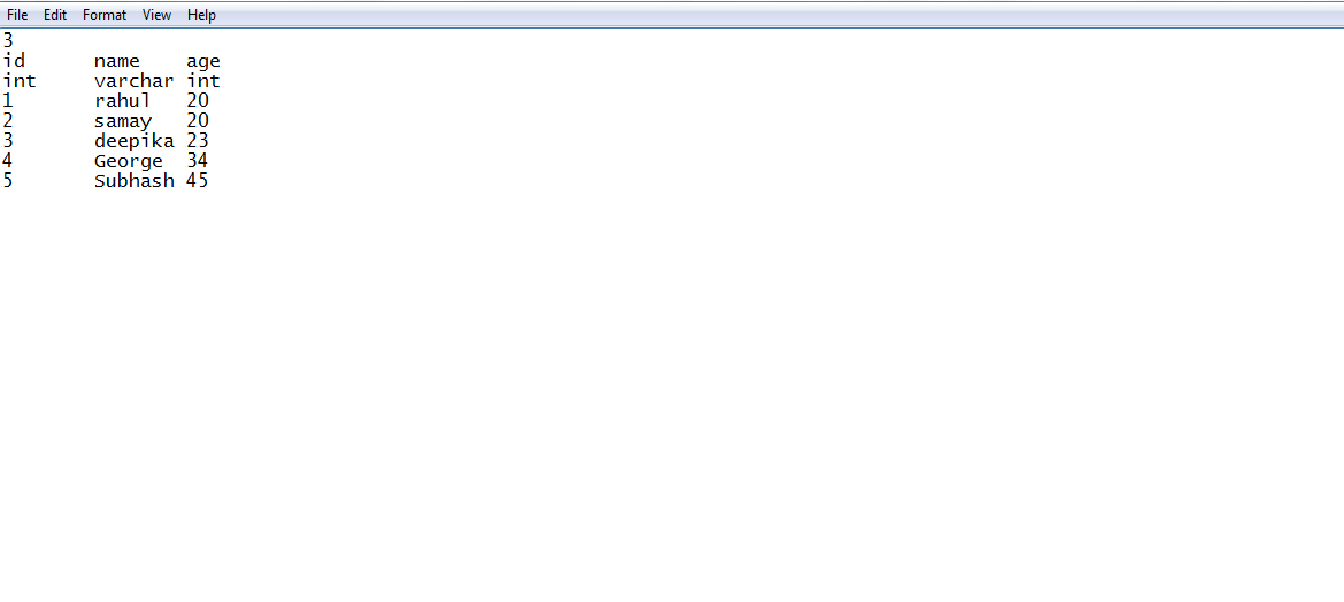 File Edit Format View Help
3
id name age
int varchar int
1 rahul 20
2 samay 20
3 deepika 23
4 George 34
5 Subhash 45